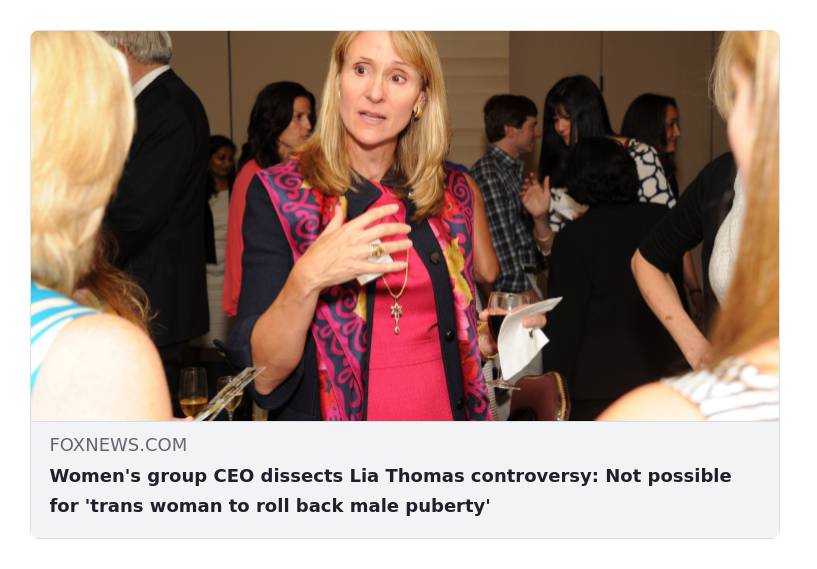 FOXNEWS.COM
Women's group CEO dissects Lia Thomas controversy: Not possible
for 'trans woman to roll back male puberty'